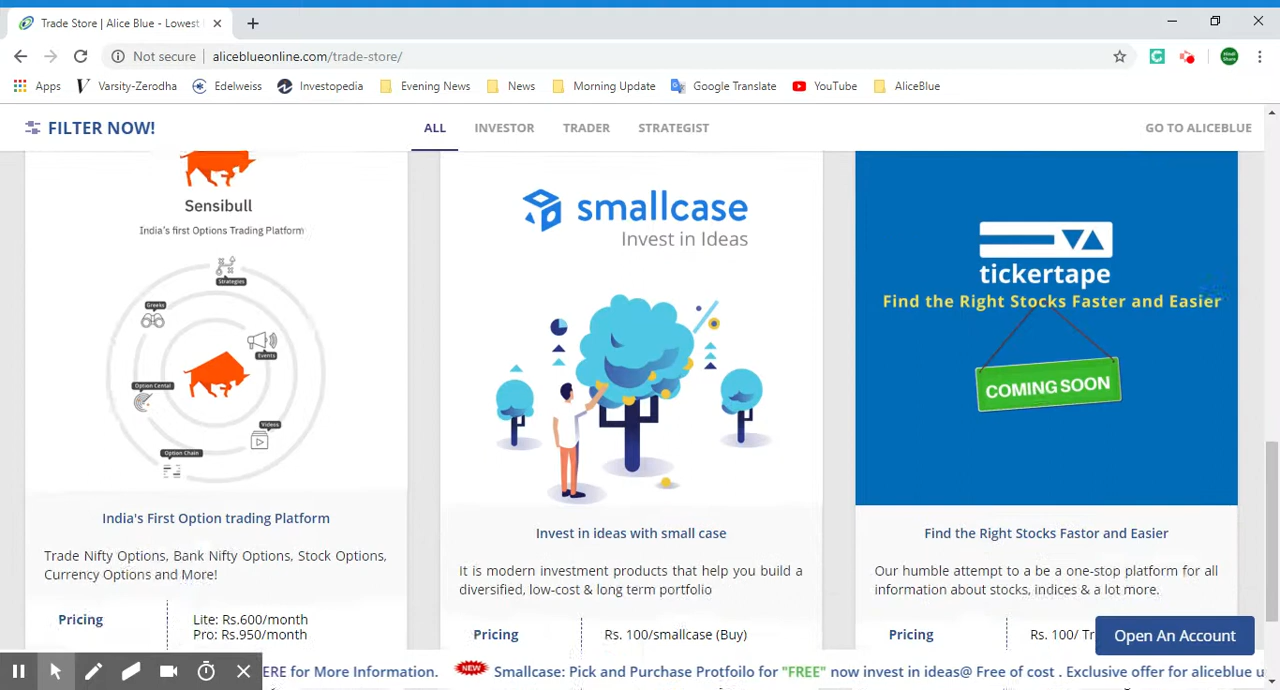 Trade Store | Alice Blue - Lowest
Not secure
aliceblueonline.com/trade-store/
Apps
Varsity-Zerodha
Edelweiss
Investopedia
Evening News
News
Morning Update
Google Translate
YouTube
AliceBlue
FILTER NOW!
ALL
INVESTOR
TRADER
STRATEGIST
GO TO ALICEBLUE
Sensibull
India's first Options Trading Platform
Strategies
Greeks
Events
Option Cental
Videos
Option Chain
India's First Option trading Platform
Trade Nifty Options, Bank Nifty Options, Stock Options,
Currency Options and More!
Pricing
Lite: Rs.600/month
Pro: Rs.950/month
smallcase
Invest in Ideas
Invest in ideas with small case
It is modern investment products that help you build a
diversified, low-cost & long term portfolio
Pricing
Rs. 100/smallcase (Buy)
tickertape
Find the Right Stocks Faster and Easier
COMING SOON
Find the Right Stocks Fastor and Easier
Our humble attempt to a be a one-stop platform for all
information about stocks, indices & a lot more.
Pricing
Rs. 100/ Tr
Open An Account
ERE for More Information.
NEW
Smallcase: Pick and Purchase Protfoilo for "FREE" now invest in ideas@ Free of cost . Exclusive offer for aliceblue u